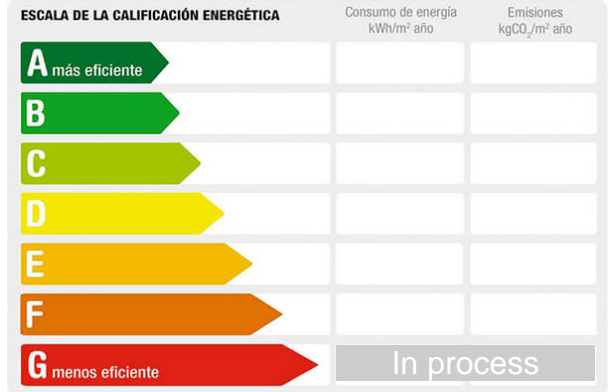 ESCALA DE LA CALIFICACIÓN ENERGÉTICA
Consumo de energía
kWh/m² año
Emisiones
kgCO₂/m² año
A más eficiente
B
C
D
E
F
G menos eficiente
In process